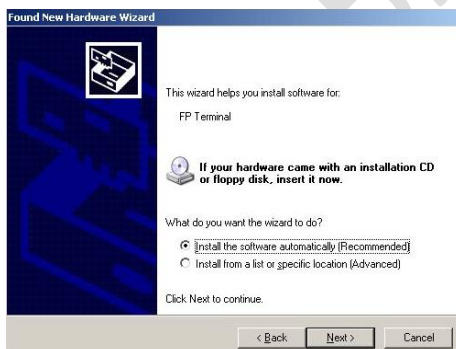 Found New Hardware Wizard
This wizard helps you install software for:
FP Terminal
If your hardware came with an installation CD
or floppy disk, insert it now.
What do you want the wizard to do?
Install the software automatically (Recommended)
Install from a list or specific location (Advanced)
Click Next to continue.
< Back Next > Cancel